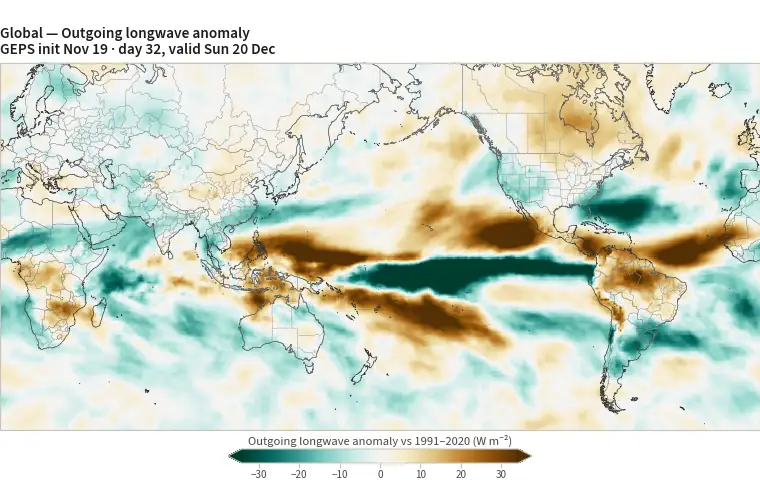 Global — Outgoing longwave anomaly
GEPS init Nov 19 · day 32, valid Sun 20 Dec
Outgoing longwave anomaly vs 1991–2020 (W m⁻²)
−30 −20 −10 0 10 20 30